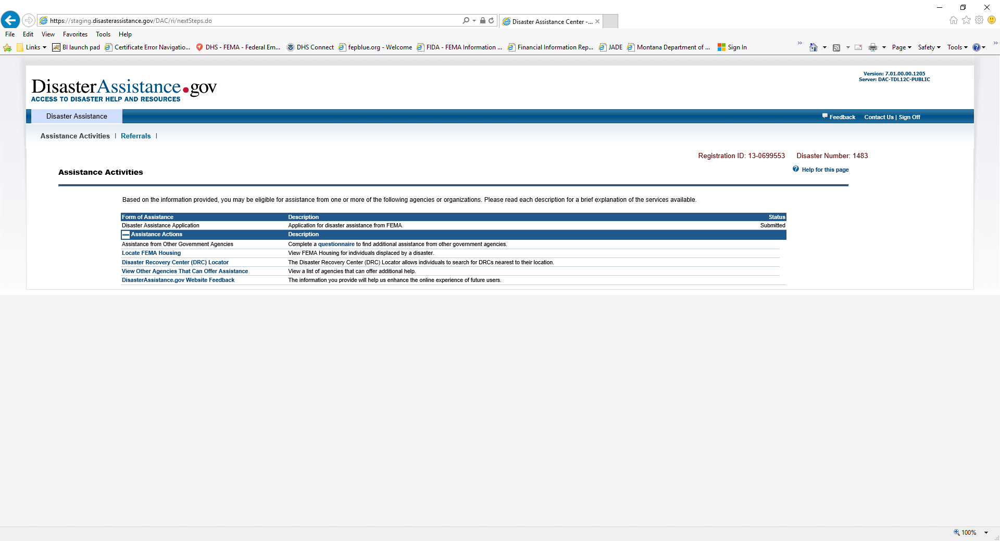 https://staging.disasterassistance.gov/DAC/ri/nextSteps.do
Disaster Assistance Center -...
File Edit View Favorites Tools Help
Links BI launch pad Certificate Error Navigatio... DHS - FEMA - Federal Em... DHS Connect fepblue.org - Welcome FIDA - FEMA Information ... Financial Information Rep... JADE Montana Department of ... Sign In » Page Safety Tools »
Version: 7.01.00.00.1205
Server: DAC-TDL12C-PUBLIC
DisasterAssistance.gov
ACCESS TO DISASTER HELP AND RESOURCES
Disaster Assistance Feedback Contact Us | Sign Off
Assistance Activities | Referrals |
Registration ID: 13-0699553 Disaster Number: 1483
Assistance Activities
Help for this page
Based on the information provided, you may be eligible for assistance from one or more of the following agencies or organizations. Please read each description for a brief explanation of the services available.
Form of Assistance Description Status
Disaster Assistance Application Application for disaster assistance from FEMA. Submitted
Assistance Actions Description
Assistance from Other Government Agencies Complete a questionnaire to find additional assistance from other government agencies.
Locate FEMA Housing View FEMA Housing for individuals displaced by a disaster.
Disaster Recovery Center (DRC) Locator The Disaster Recovery Center (DRC) Locator allows individuals to search for DRCs nearest to their location.
View Other Agencies That Can Offer Assistance View a list of agencies that can offer additional help.
DisasterAssistance.gov Website Feedback The information you provide will help us enhance the online experience of future users.
100%